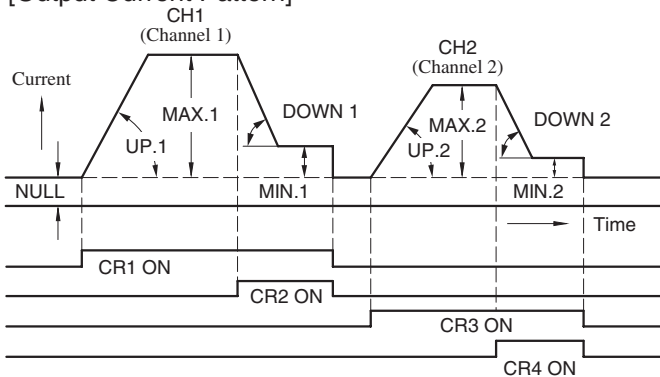 [Output Current Pattern]
CH1
(Channel 1)
CH2
(Channel 2)
Current
MAX.1
DOWN 1
MAX.2
DOWN 2
UP.1
UP.2
NULL
MIN.1
MIN.2
Time
CR1 ON
CR2 ON
CR3 ON
CR4 ON